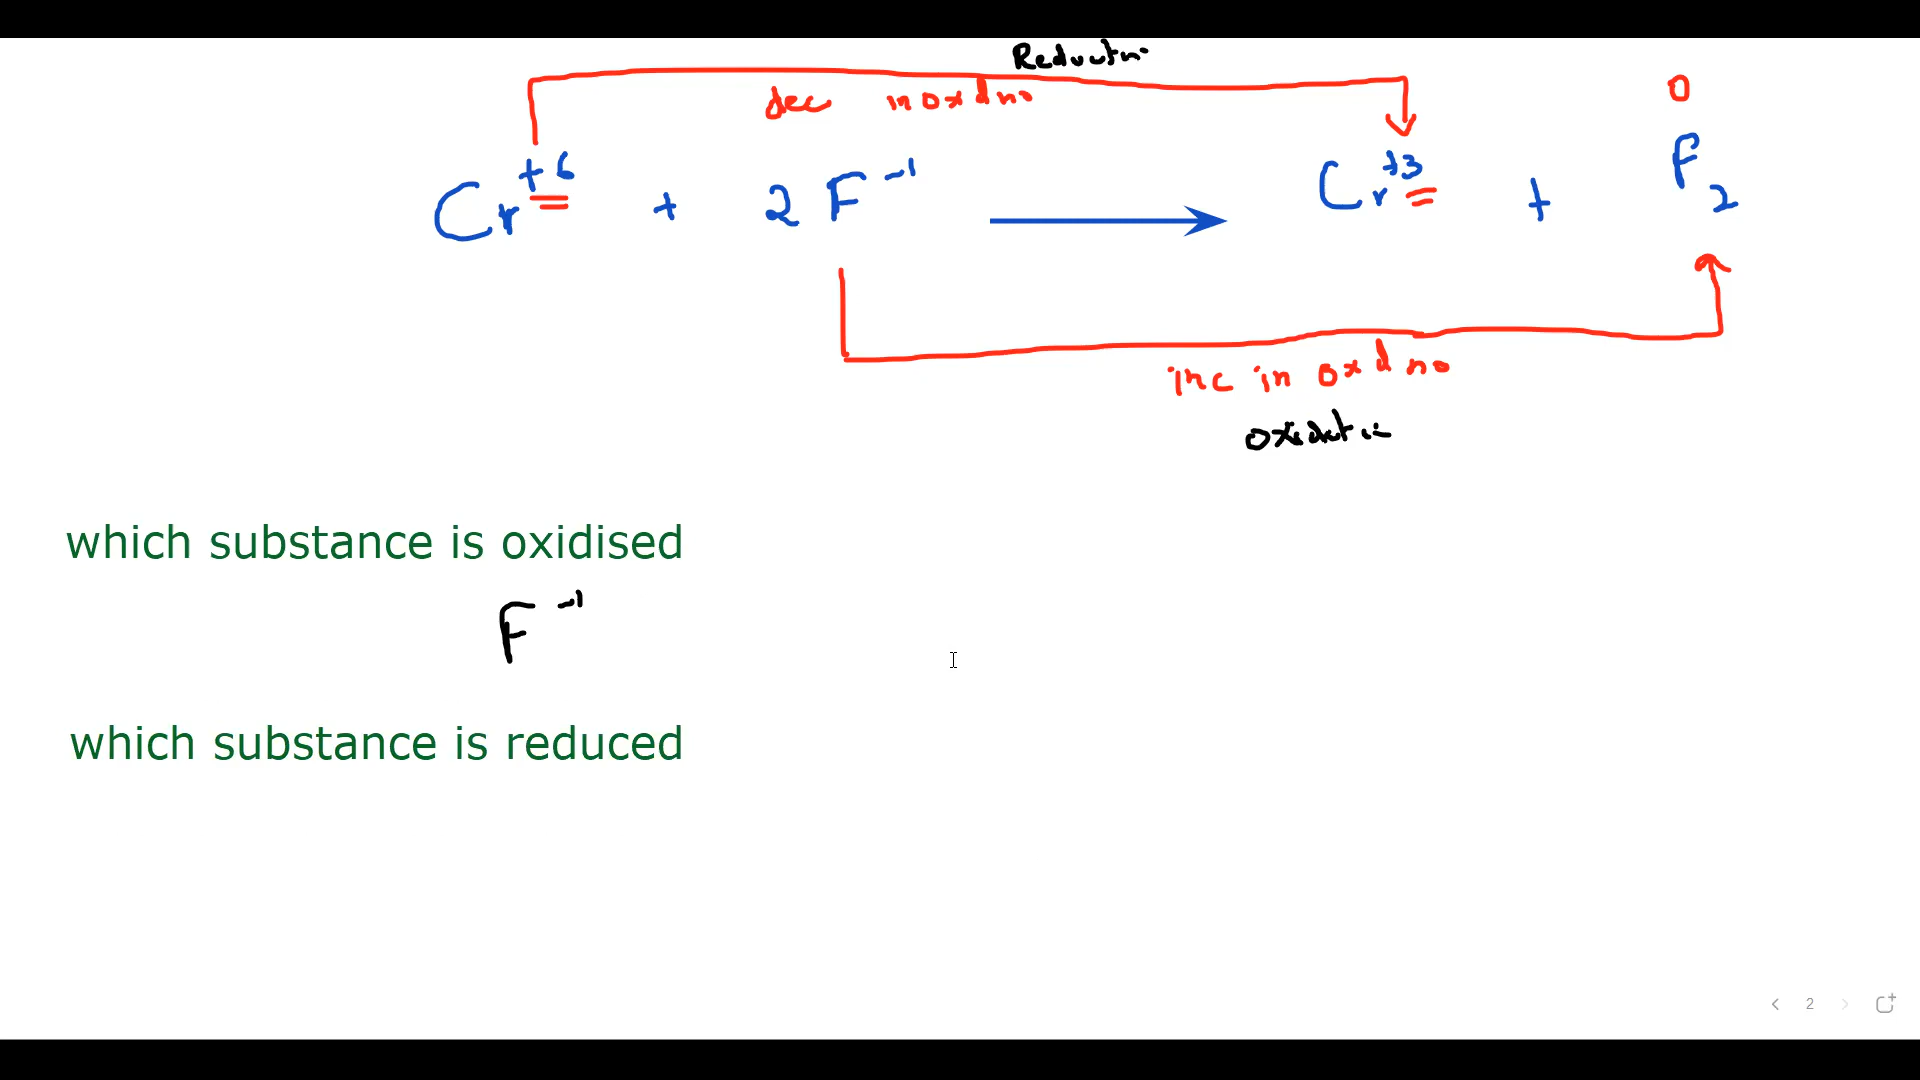 Reduction
dec in oxd no
0
Cr+6 + 2F-1 → Cr+3 + F2
inc in oxd no
oxidation
which substance is oxidised
F-1
which substance is reduced
2